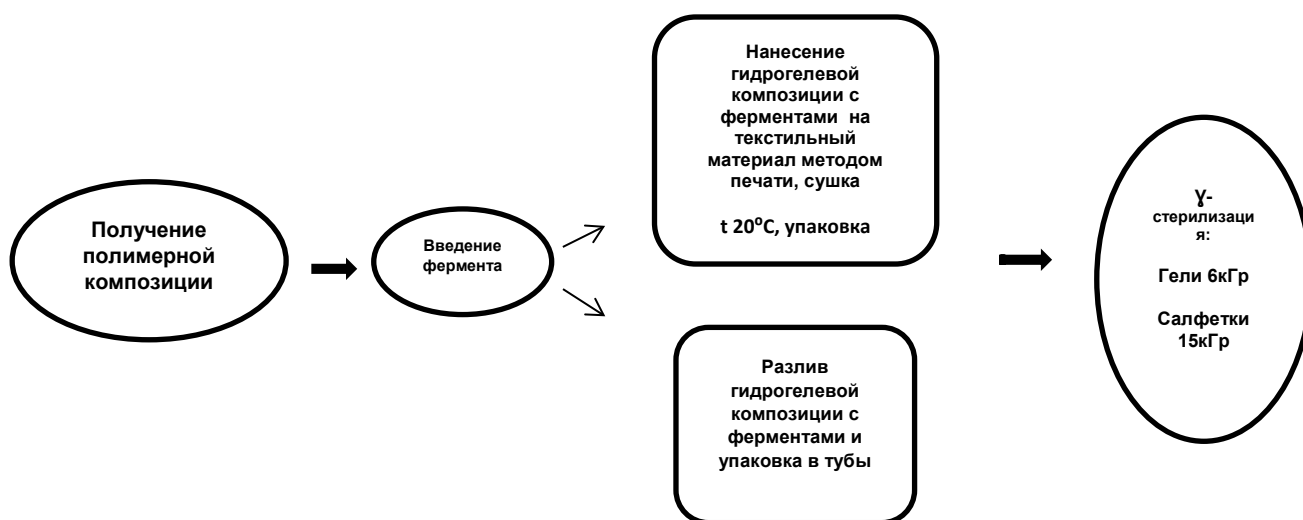 Получение
полимерной
композиции
Введение
фермента
Нанесение
гидрогелевой
композиции с
ферментами на
текстильный
материал методом
печати, сушка
t 20⁰C, упаковка
Разлив
гидрогелевой
композиции с
ферментами и
упаковка в тубы
Ɣ-
стерилизаци
я:
Гели 6кГр
Салфетки
15кГр